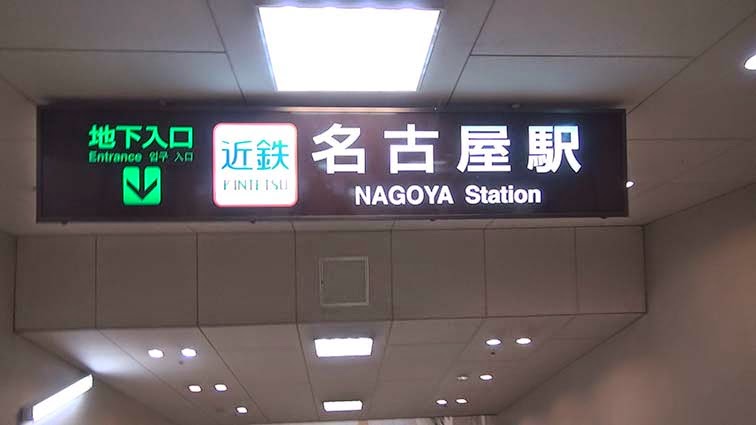 地下入口
Entrance 입구 入口
近鉄
KINTETSU
名古屋駅
NAGOYA Station